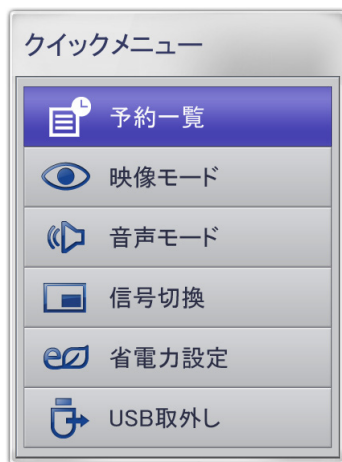 クイックメニュー
予約一覧
映像モード
音声モード
信号切換
省電力設定
USB取外し